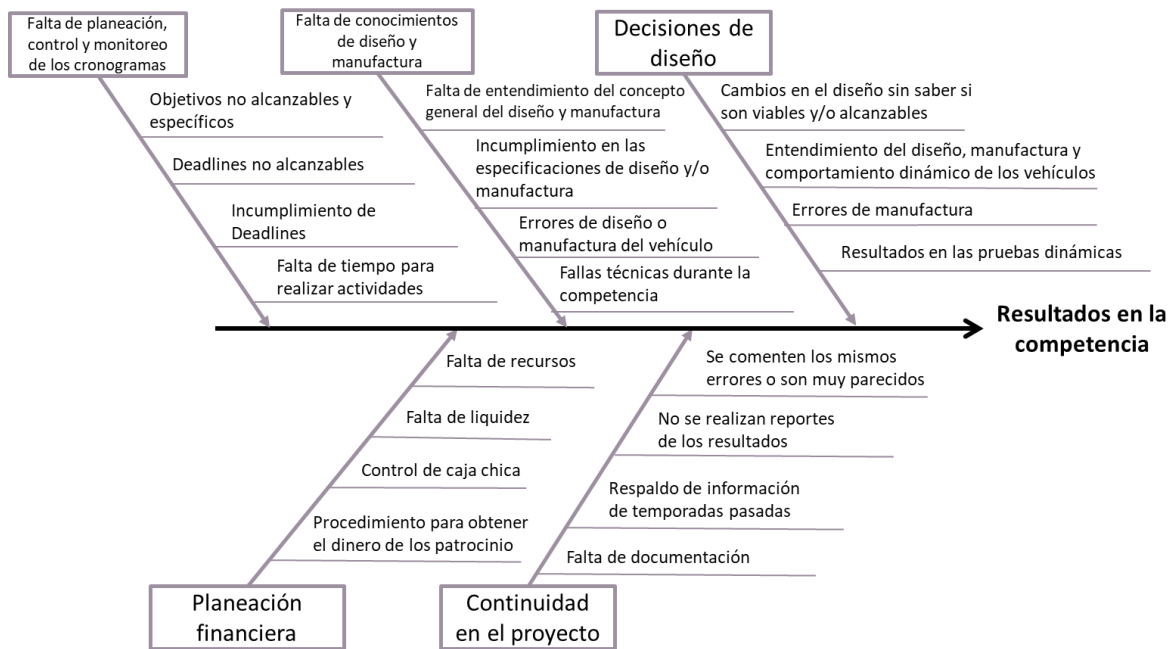 Falta de planeación,
control y monitoreo
de los cronogramas
Objetivos no alcanzables y
específicos
Deadlines no alcanzables
Incumplimiento de
Deadlines
Falta de tiempo para
realizar actividades
Falta de conocimientos
de diseño y
manufactura
Falta de entendimiento del concepto
general del diseño y manufactura
Incumplimiento en las
especificaciones de diseño y/o
manufactura
Errores de diseño o
manufactura del vehículo
Fallas técnicas durante la
competencia
Decisiones de
diseño
Cambios en el diseño sin saber si
son viables y/o alcanzables
Entendimiento del diseño, manufactura y
comportamiento dinámico de los vehículos
Errores de manufactura
Resultados en las pruebas dinámicas
Resultados en la
competencia
Falta de recursos
Falta de liquidez
Control de caja chica
Procedimiento para obtener
el dinero de los patrocinio
Planeación
financiera
Se comenten los mismos
errores o son muy parecidos
No se realizan reportes
de los resultados
Respaldo de información
de temporadas pasadas
Falta de documentación
Continuidad
en el proyecto